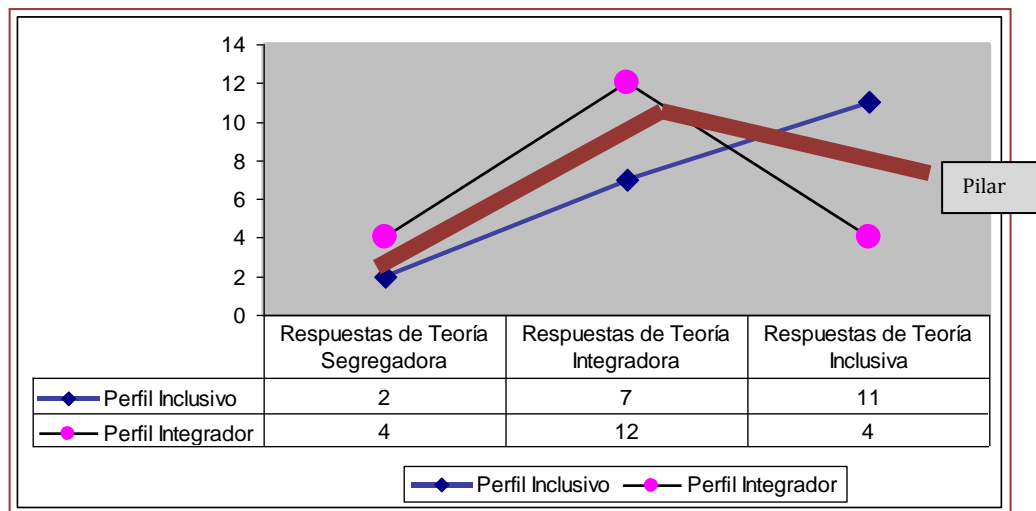 14
12
10
8
6
4
2
0
Pilar
Respuestas de Teoría
Segregadora
Respuestas de Teoría
Integradora
Respuestas de Teoría
Inclusiva
Perfil Inclusivo 2 7 11
Perfil Integrador 4 12 4
Perfil Inclusivo Perfil Integrador